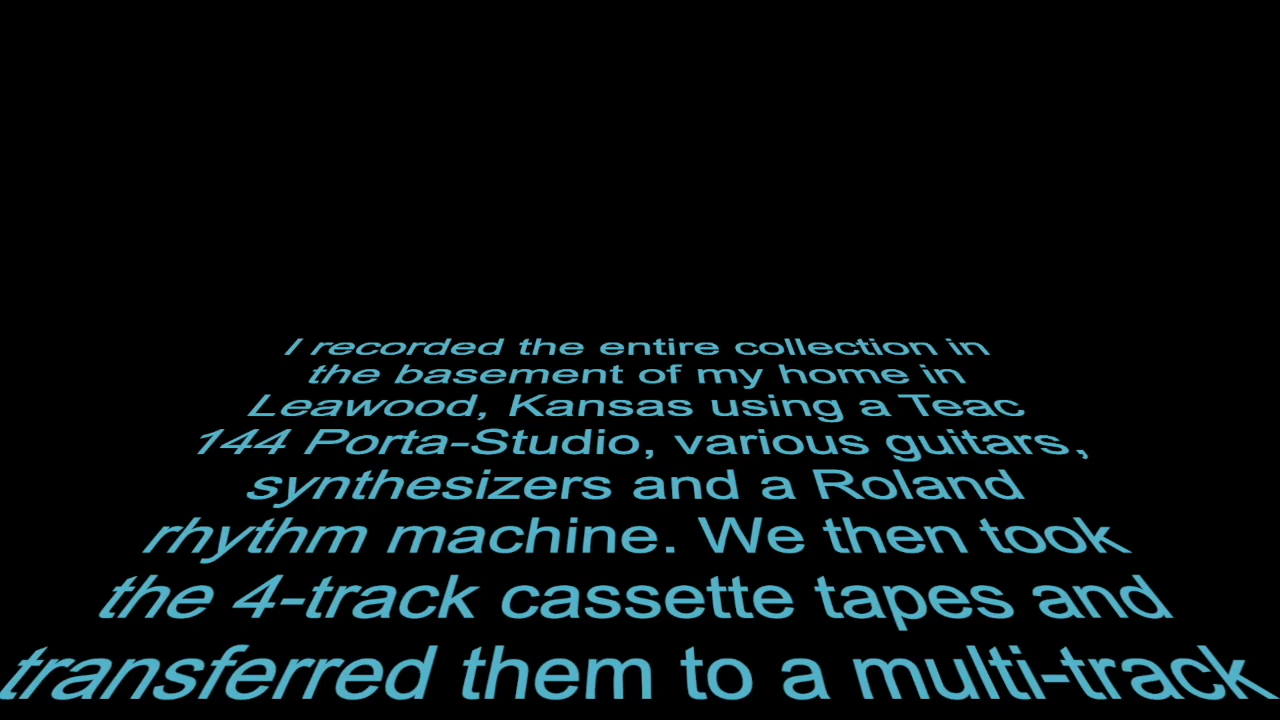 I recorded the entire collection in
the basement of my home in
Leawood, Kansas using a Teac
144 Porta-Studio, various guitars,
synthesizers and a Roland
rhythm machine. We then took
the 4-track cassette tapes and
transferred them to a multi-track